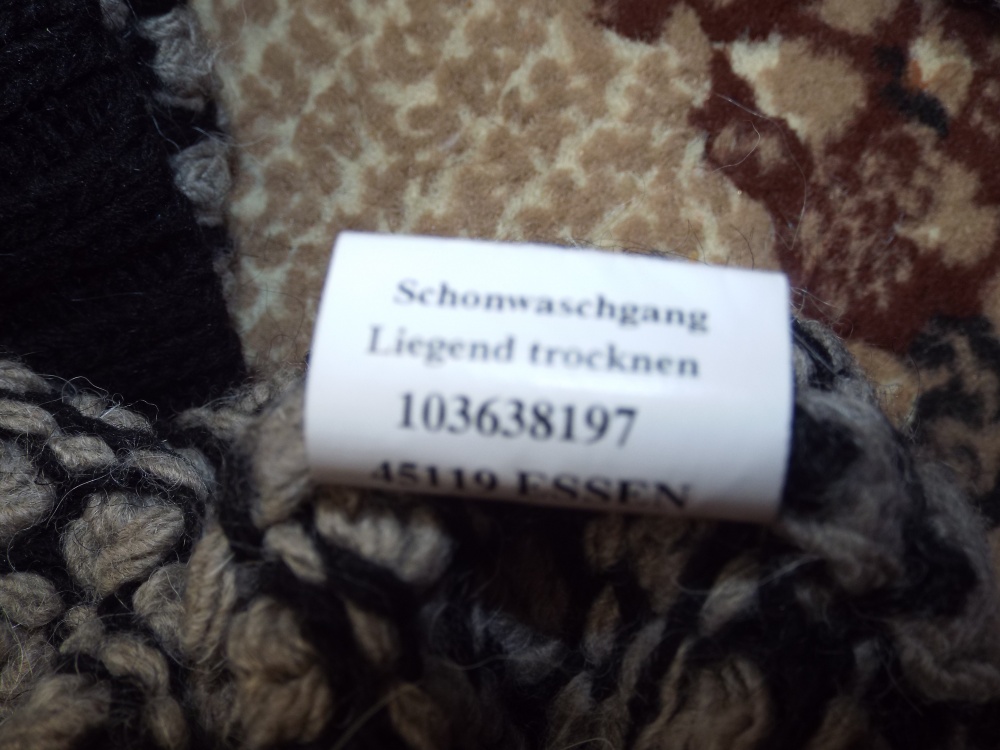 Schonwaschgang
Liegend trocknen
103638197
45119 ESSEN